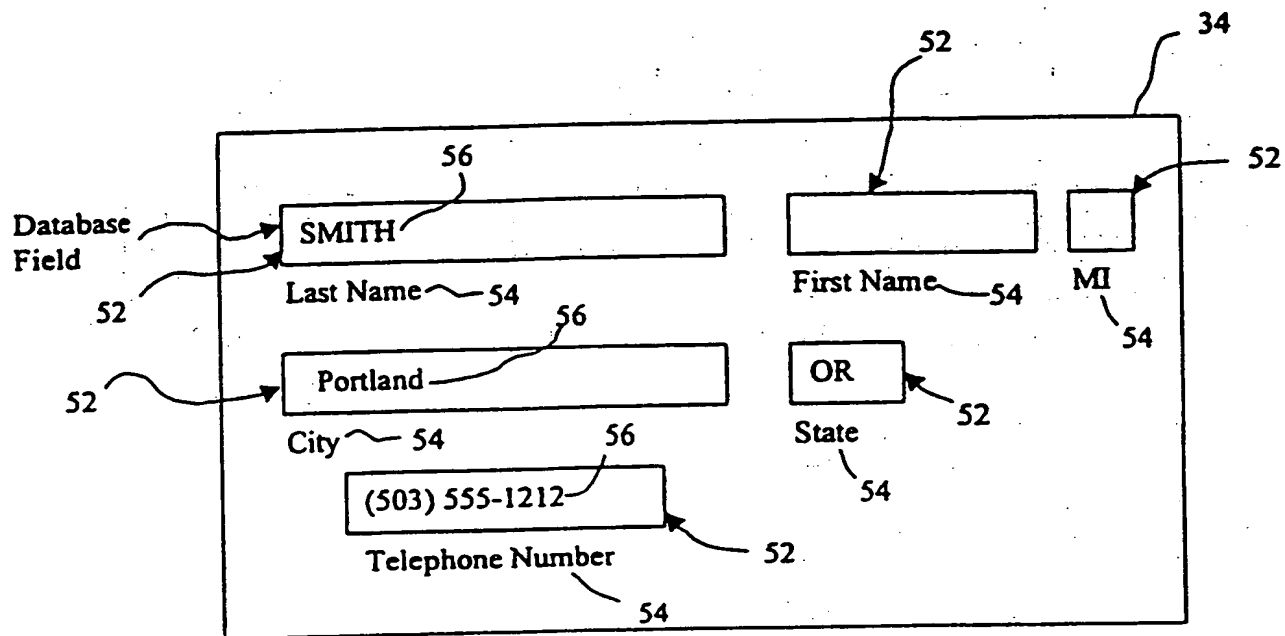 34
52
56
52
Database
Field
SMITH
52
Last Name 54
First Name 54
MI
54
56
52
Portland
OR
52
City 54
56
State
54
(503) 555-1212
52
Telephone Number
54